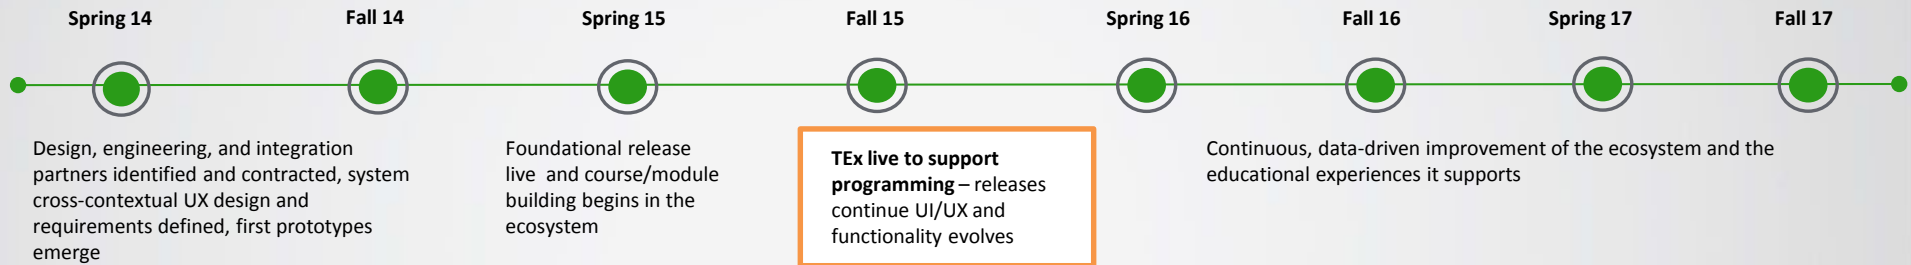 Spring 14
Fall 14
Spring 15
Fall 15
Spring 16
Fall 16
Spring 17
Fall 17
Design, engineering, and integration
partners identified and contracted, system
cross-contextual UX design and
requirements defined, first prototypes
emerge
Foundational release
live and course/module
building begins in the
ecosystem
TEx live to support
programming – releases
continue UI/UX and
functionality evolves
Continuous, data-driven improvement of the ecosystem and the
educational experiences it supports